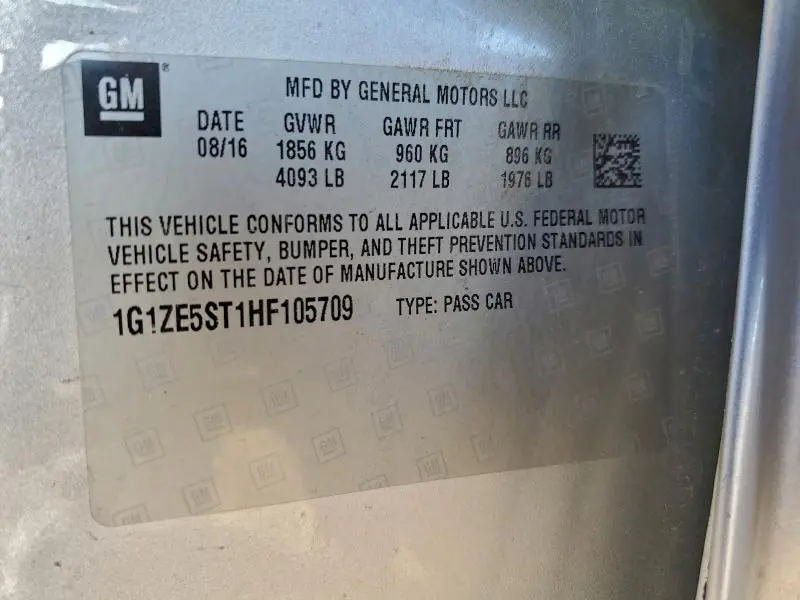 GM
MFD BY GENERAL MOTORS LLC
DATE GVWR GAWR FRT GAWR RR
08/16 1856 KG 960 KG 896 KG
4093 LB 2117 LB 1976 LB
THIS VEHICLE CONFORMS TO ALL APPLICABLE U.S. FEDERAL MOTOR
VEHICLE SAFETY, BUMPER, AND THEFT PREVENTION STANDARDS IN
EFFECT ON THE DATE OF MANUFACTURE SHOWN ABOVE.
1G1ZE5ST1HF105709 TYPE: PASS CAR